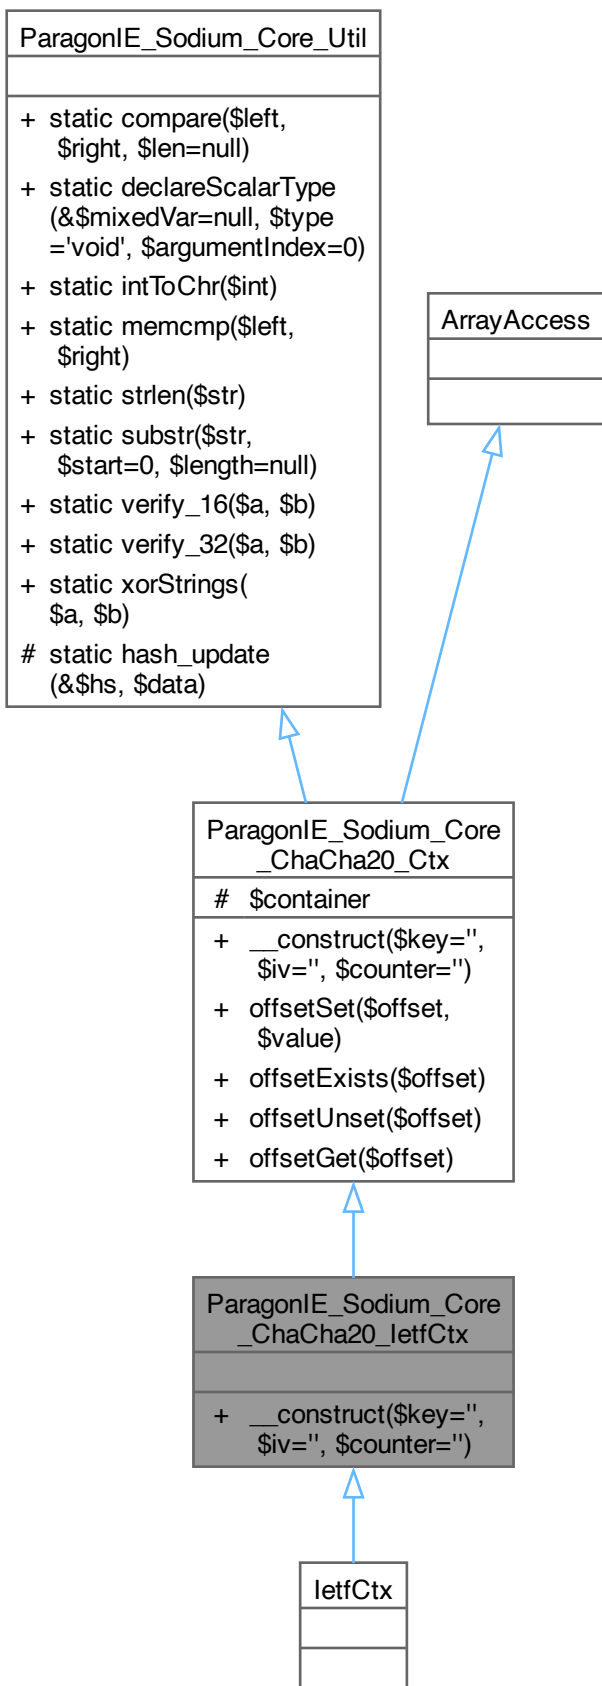 ParagonIE_Sodium_Core_Util
+ static compare($left,
$right, $len=null)
+ static declareScalarType
(&$mixedVar=null, $type
='void', $argumentIndex=0)
+ static intToChr($int)
+ static memcmp($left,
$right)
+ static strlen($str)
+ static substr($str,
$start=0, $length=null)
+ static verify_16($a, $b)
+ static verify_32($a, $b)
+ static xorStrings(
$a, $b)
# static hash_update
(&$hs, $data)
ArrayAccess
ParagonIE_Sodium_Core
_ChaCha20_Ctx
# $container
+ __construct($key='',
$iv='', $counter='')
+ offsetSet($offset,
$value)
+ offsetExists($offset)
+ offsetUnset($offset)
+ offsetGet($offset)
ParagonIE_Sodium_Core
_ChaCha20_IetfCtx
+ __construct($key='',
$iv='', $counter='')
IetfCtx